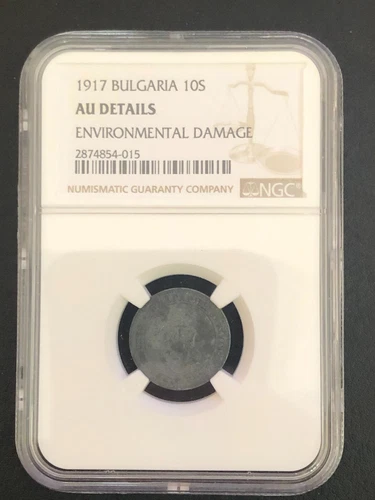 1917 BULGARIA 10S
AU DETAILS
ENVIRONMENTAL DAMAGE
2874854-015
NUMISMATIC GUARANTY COMPANY
NGC®